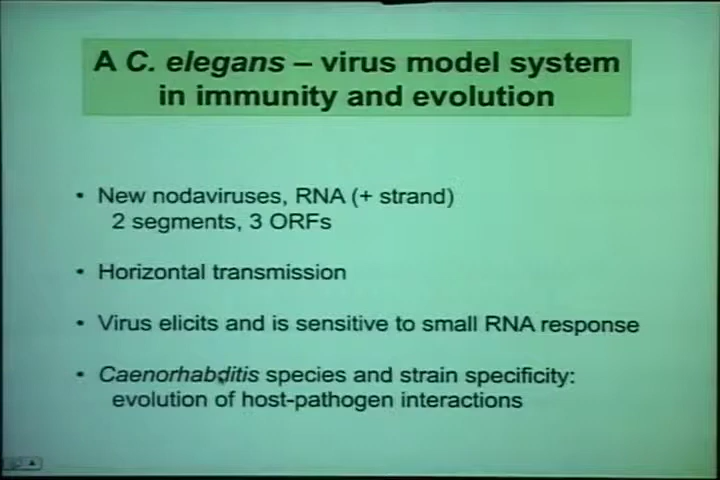 A C. elegans – virus model system
in immunity and evolution
• New nodaviruses, RNA (+ strand)
2 segments, 3 ORFs
• Horizontal transmission
• Virus elicits and is sensitive to small RNA response
• Caenorhabditis species and strain specificity:
evolution of host-pathogen interactions